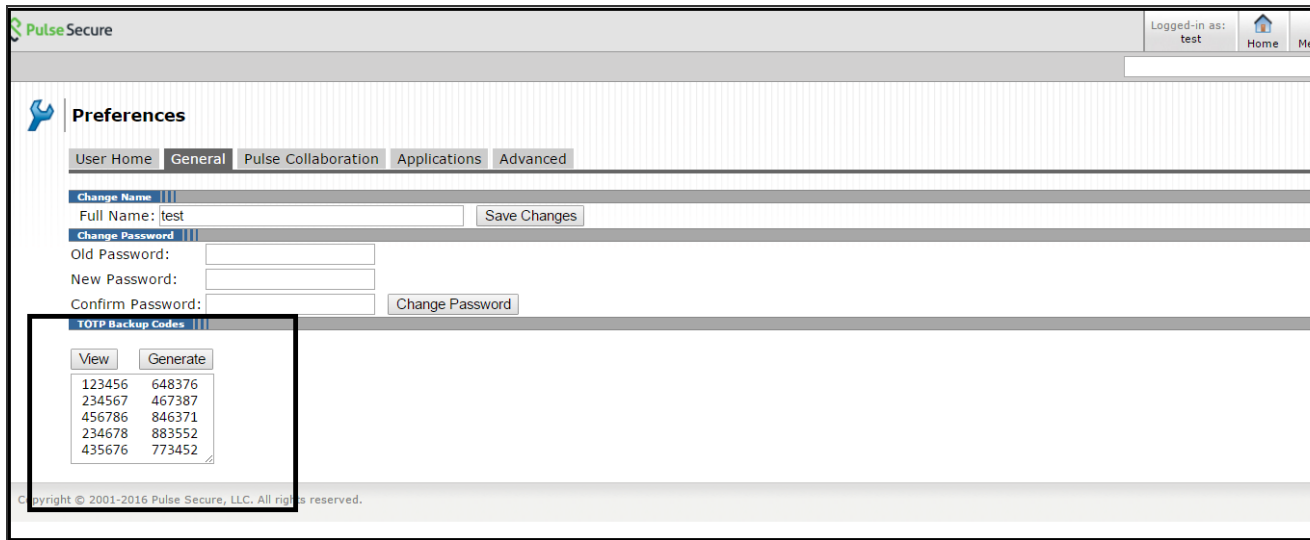 Pulse Secure
Logged-in as:
test
Home
Me
Preferences
User Home General Pulse Collaboration Applications Advanced
Change Name
Full Name: test Save Changes
Change Password
Old Password:
New Password:
Confirm Password: Change Password
TOTP Backup Codes
View Generate
123456 648376
234567 467387
456786 846371
234678 883552
435676 773452
Copyright © 2001-2016 Pulse Secure, LLC. All rights reserved.